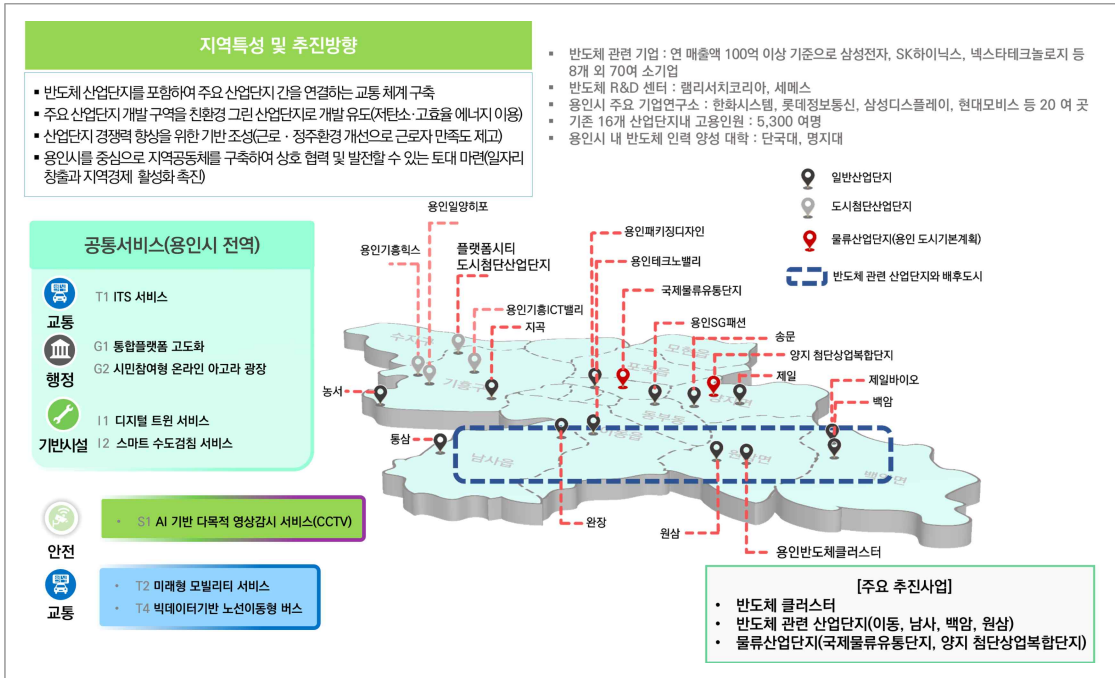 지역특성 및 추진방향
▪ 반도체 산업단지를 포함하여 주요 산업단지 간을 연결하는 교통 체계 구축
▪ 주요 산업단지 개발 구역을 친환경 그린 산업단지로 개발 유도(저탄소·고효율 에너지 이용)
▪ 산업단지 경쟁력 향상을 위한 기반 조성(근로·정주환경 개선으로 근로자 만족도 제고)
▪ 용인시를 중심으로 지역공동체를 구축하여 상호 협력 및 발전할 수 있는 토대 마련(일자리
창출과 지역경제 활성화 촉진)
▪ 반도체 관련 기업 : 연 매출액 100억 이상 기준으로 삼성전자, SK하이닉스, 넥스타테크놀로지 등
8개 외 70여 소기업
▪ 반도체 R&D 센터 : 램리서치코리아, 세메스
▪ 용인시 주요 기업연구소 : 한화시스템, 롯데정보통신, 삼성디스플레이, 현대모비스 등 20 여 곳
▪ 기존 16개 산업단지내 고용인원 : 5,300 여명
▪ 용인시 내 반도체 인력 양성 대학 : 단국대, 명지대
일반산업단지
도시첨단산업단지
물류산업단지(용인 도시기본계획)
반도체 관련 산업단지와 배후도시
공통서비스(용인시 전역)
교통
T1 ITS 서비스
행정
G1 통합플랫폼 고도화
G2 시민참여형 온라인 아고라 광장
기반시설
I1 디지털 트윈 서비스
I2 스마트 수도검침 서비스
안전
• S1 AI 기반 다목적 영상감시 서비스(CCTV)
교통
• T2 미래형 모빌리티 서비스
• T4 빅데이터기반 노선이동형 버스
용인일양히포
용인기흥힉스
플랫폼시티
도시첨단산업단지
용인기흥ICT밸리
지곡
용인패키징디자인
용인테크노밸리
국제물류유통단지
용인SG패션
송문
양지 첨단상업복합단지
제일
제일바이오
백암
농서
통삼
완장
원삼
용인반도체클러스터
수지구
기흥구
모현읍
포곡읍
양지면
동부동
이동읍
남사읍
원삼면
백암면
[주요 추진사업]
• 반도체 클러스터
• 반도체 관련 산업단지(이동, 남사, 백암, 원삼)
• 물류산업단지(국제물류유통단지, 양지 첨단상업복합단지)